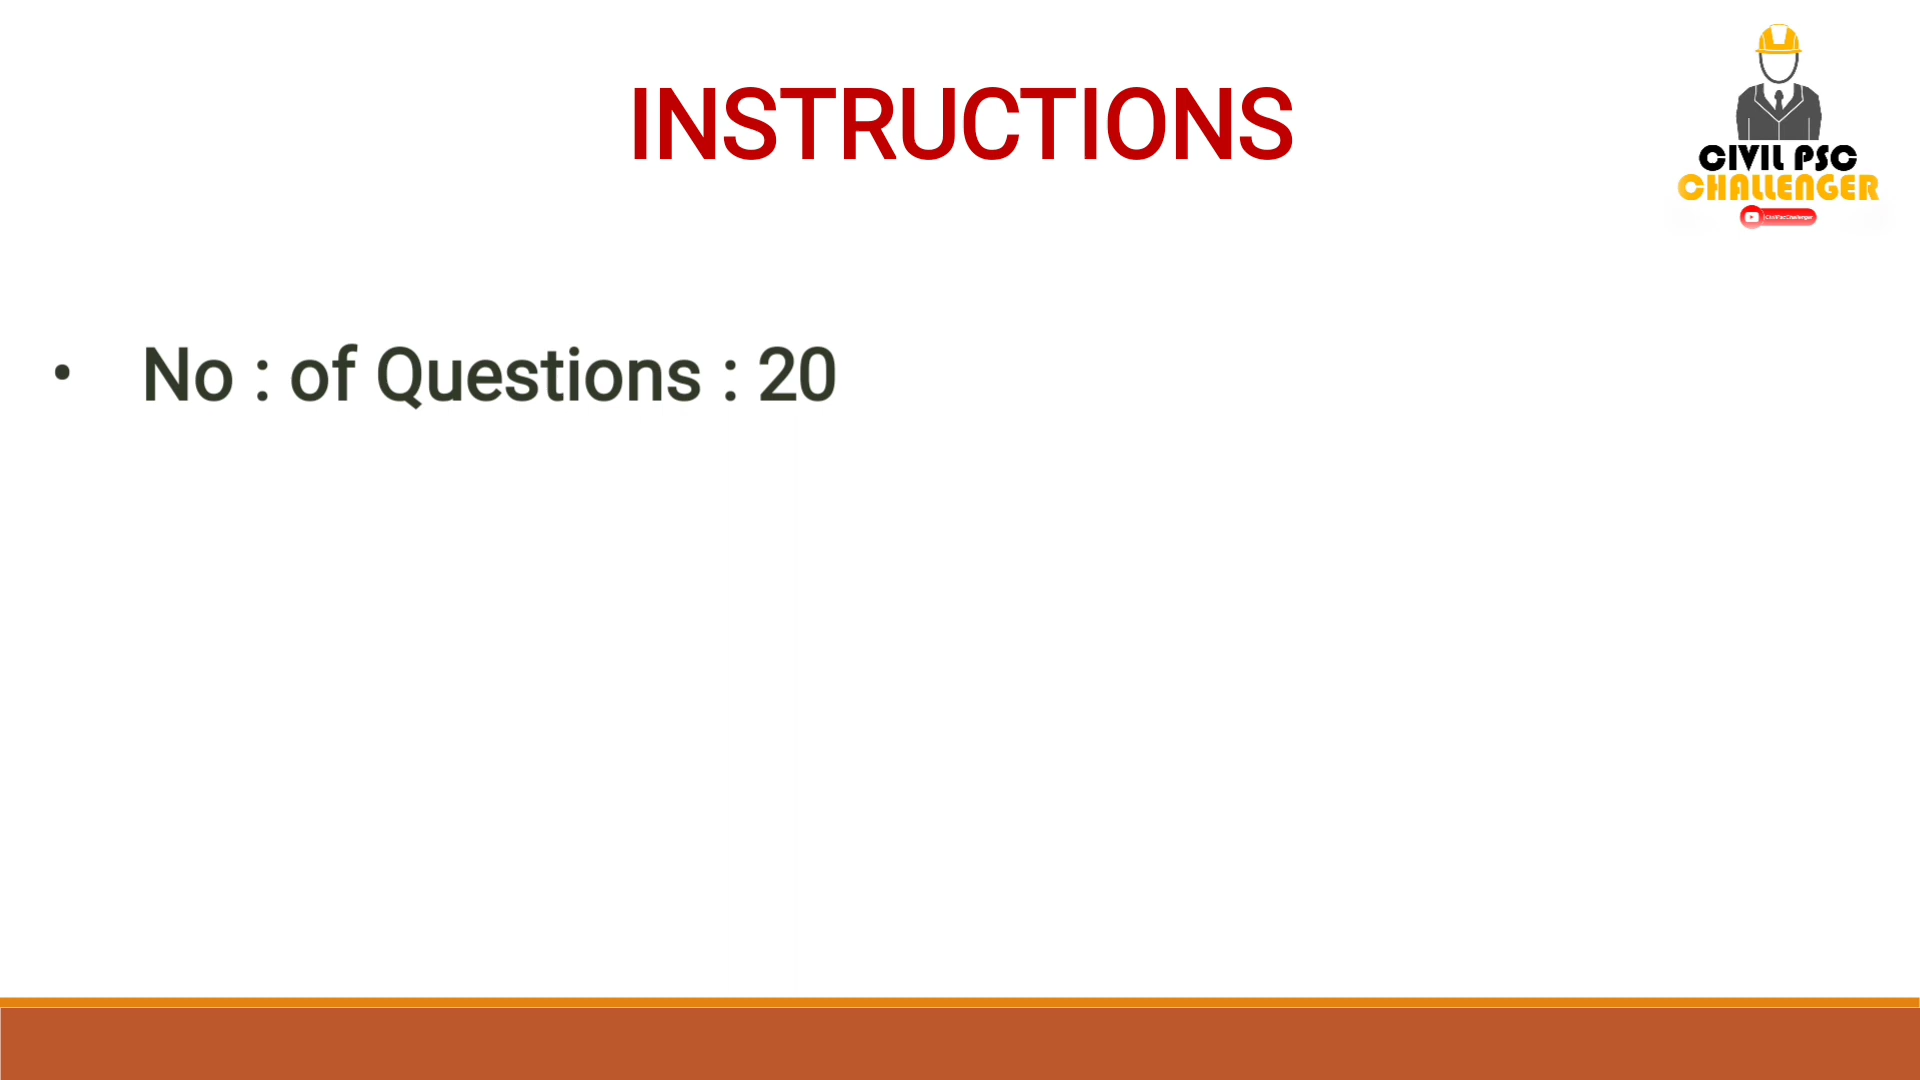 INSTRUCTIONS
CIVIL PSC
CHALLENGER
• No : of Questions : 20